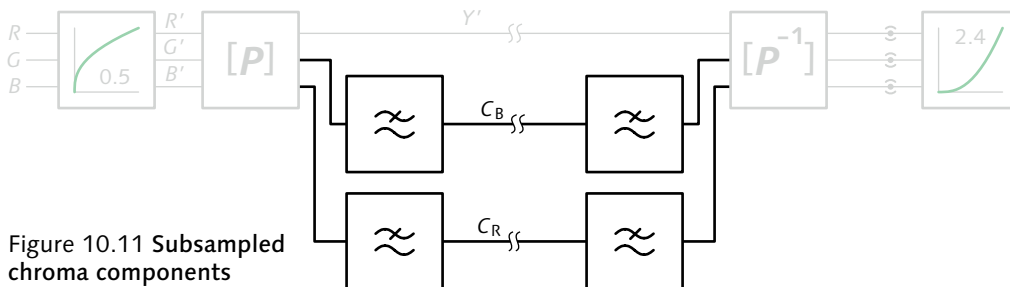 R R' Y'
G G' [P] [P⁻¹] 2.4
B 0.5 B'
C_B
C_R
Figure 10.11 Subsampled
chroma components